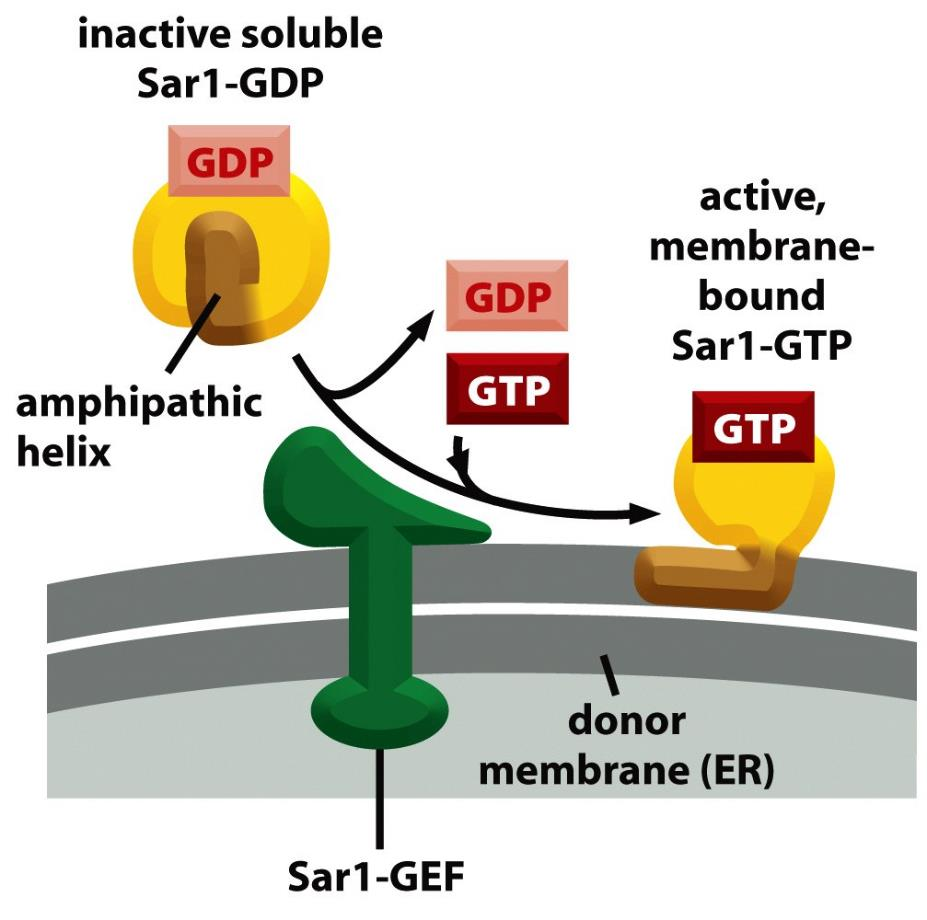 inactive soluble
Sar1-GDP
GDP
active,
membrane-
bound
Sar1-GTP
GDP
GTP
amphipathic
helix
GTP
donor
membrane (ER)
Sar1-GEF